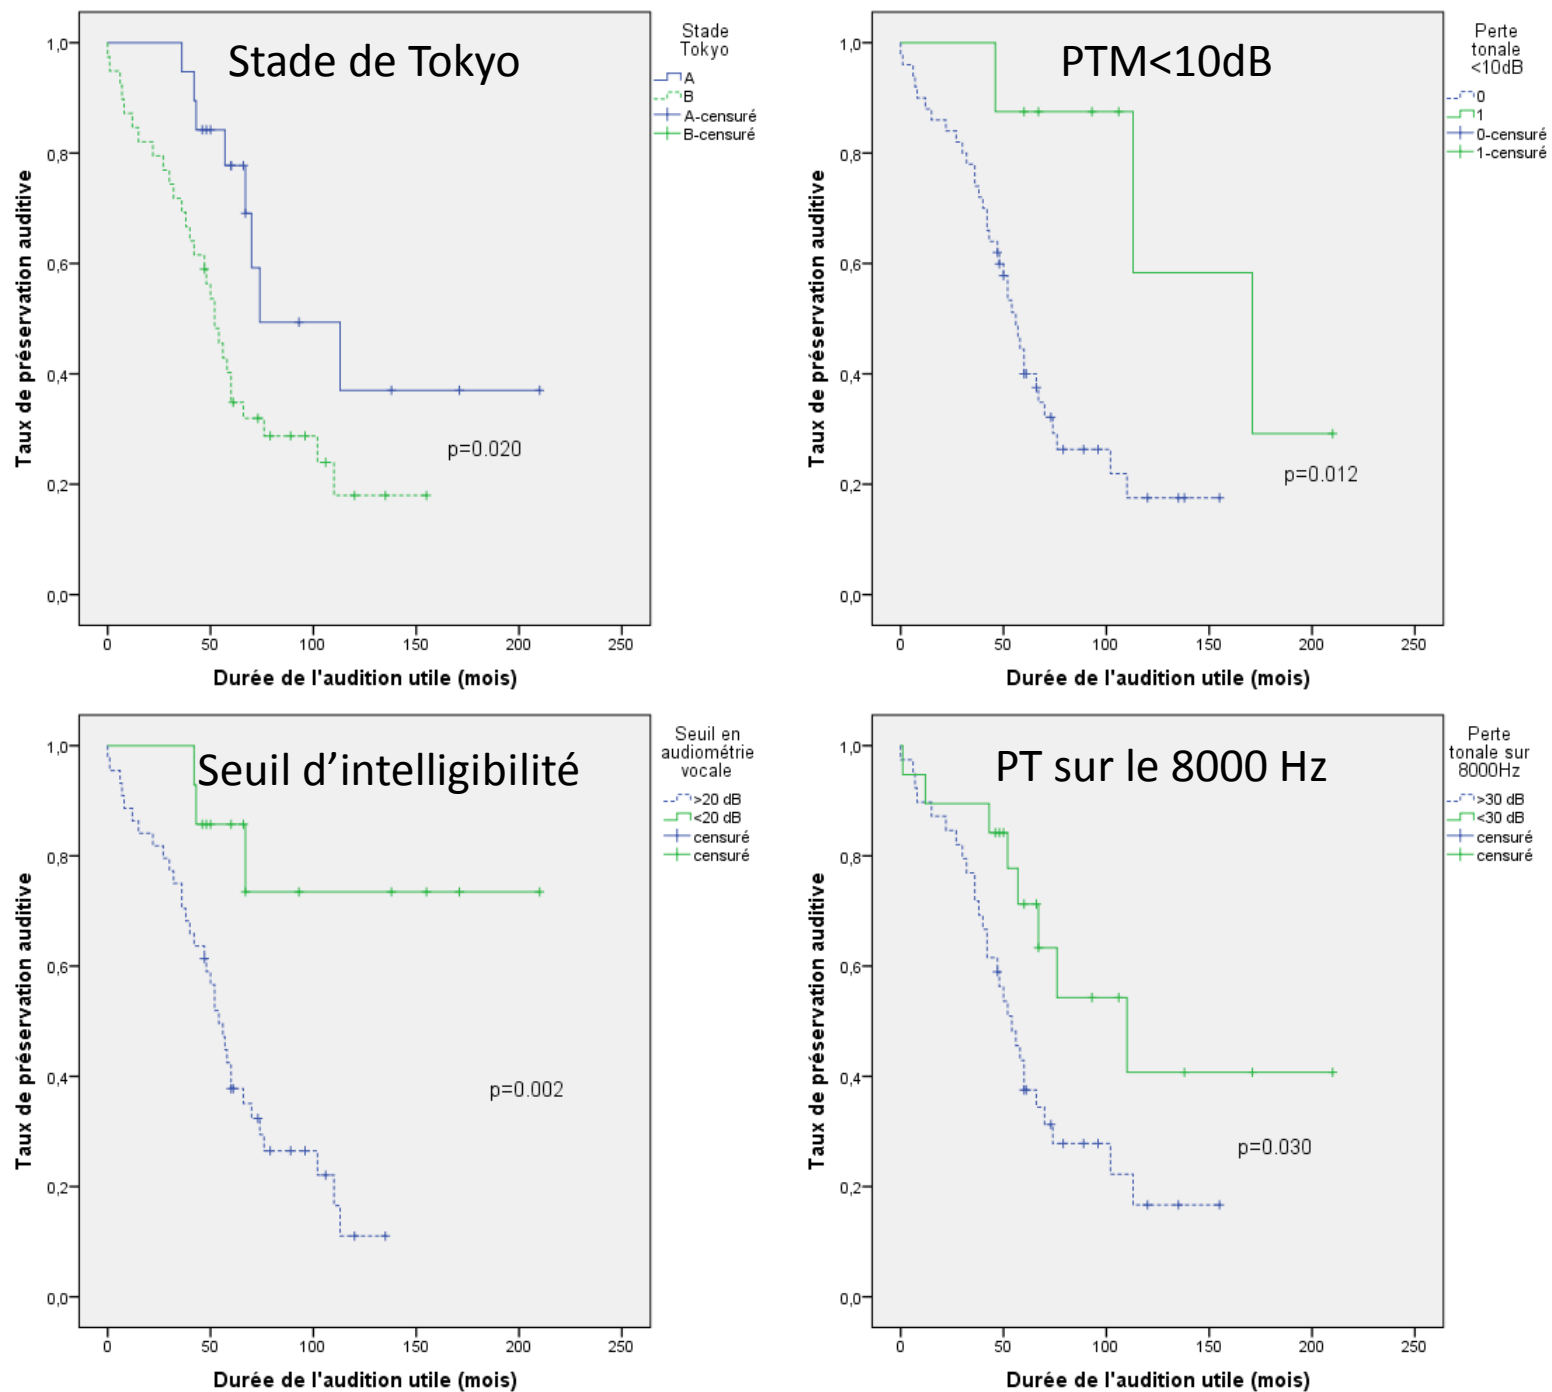 Stade de Tokyo
Stade
Tokyo
A
B
A-censuré
B-censuré
Taux de préservation auditive
1,0
0,8
0,6
0,4
0,2
0,0
p=0.020
0 50 100 150 200 250
Durée de l'audition utile (mois)
PTM<10dB
Perte
tonale
<10dB
0
1
0-censuré
1-censuré
Taux de préservation auditive
1,0
0,8
0,6
0,4
0,2
0,0
p=0.012
0 50 100 150 200 250
Durée de l'audition utile (mois)
Seuil d’intelligibilité
Seuil en
audiométrie
vocale
>20 dB
<20 dB
censuré
censuré
Taux de préservation auditive
1,0
0,8
0,6
0,4
0,2
0,0
p=0.002
0 50 100 150 200 250
Durée de l'audition utile (mois)
PT sur le 8000 Hz
Perte
tonale sur
8000Hz
>30 dB
<30 dB
censuré
censuré
Taux de préservation auditive
1,0
0,8
0,6
0,4
0,2
0,0
p=0.030
0 50 100 150 200 250
Durée de l'audition utile (mois)